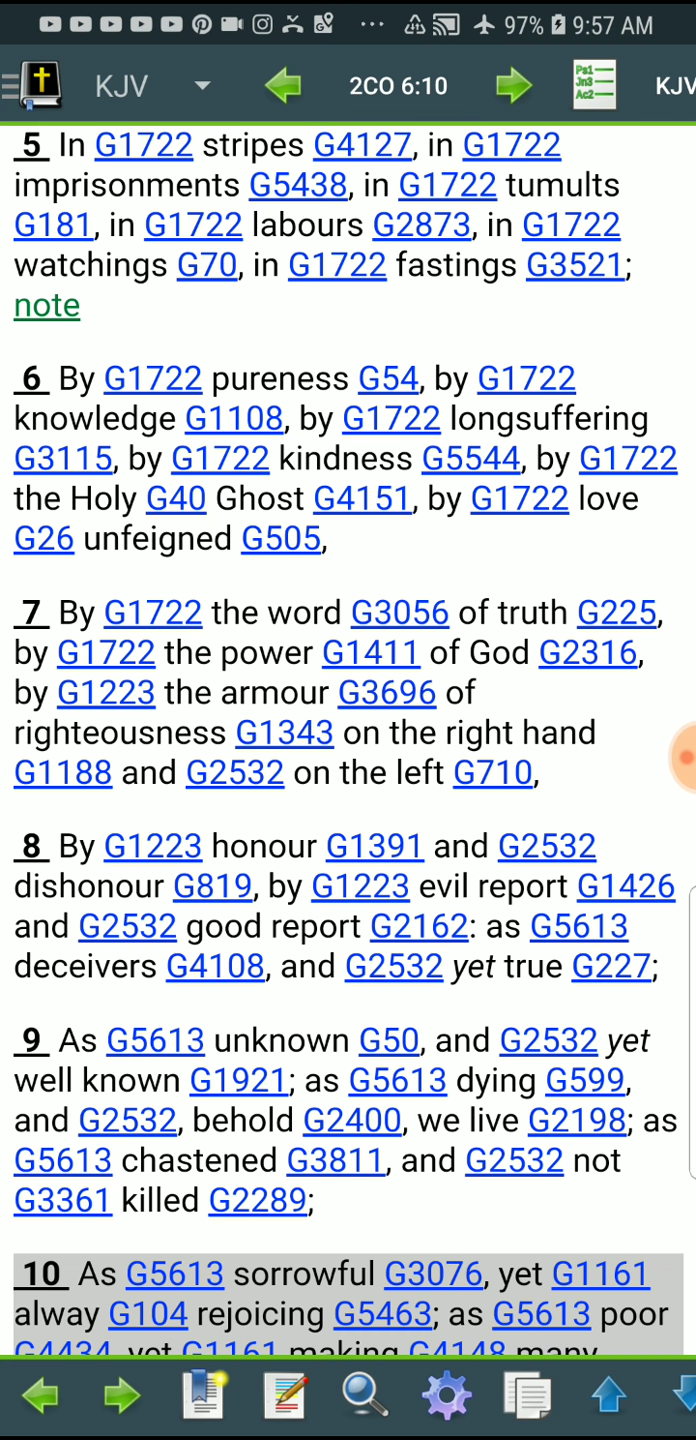 97% 9:57 AM
KJV 2CO 6:10 Ps1 Jn3 Ac2 KJV
5 In G1722 stripes G4127, in G1722
imprisonments G5438, in G1722 tumults
G181, in G1722 labours G2873, in G1722
watchings G70, in G1722 fastings G3521;
note
6 By G1722 pureness G54, by G1722
knowledge G1108, by G1722 longsuffering
G3115, by G1722 kindness G5544, by G1722
the Holy G40 Ghost G4151, by G1722 love
G26 unfeigned G505,
7 By G1722 the word G3056 of truth G225,
by G1722 the power G1411 of God G2316,
by G1223 the armour G3696 of
righteousness G1343 on the right hand
G1188 and G2532 on the left G710,
8 By G1223 honour G1391 and G2532
dishonour G819, by G1223 evil report G1426
and G2532 good report G2162: as G5613
deceivers G4108, and G2532 yet true G227;
9 As G5613 unknown G50, and G2532 yet
well known G1921; as G5613 dying G599,
and G2532, behold G2400, we live G2198; as
G5613 chastened G3811, and G2532 not
G3361 killed G2289;
10 As G5613 sorrowful G3076, yet G1161
alway G104 rejoicing G5463; as G5613 poor
G4434, yet G1161 making G4148 many